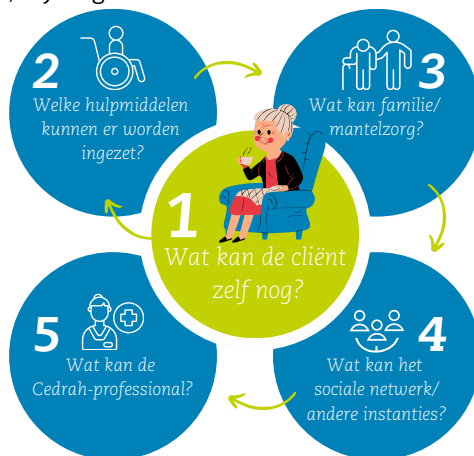 1
Wat kan de cliënt
zelf nog?
2
Welke hulpmiddelen
kunnen er worden
ingezet?
3
Wat kan familie/
mantelzorg?
4
Wat kan het
sociale netwerk/
andere instanties?
5
Wat kan de
Cedrah-professional?